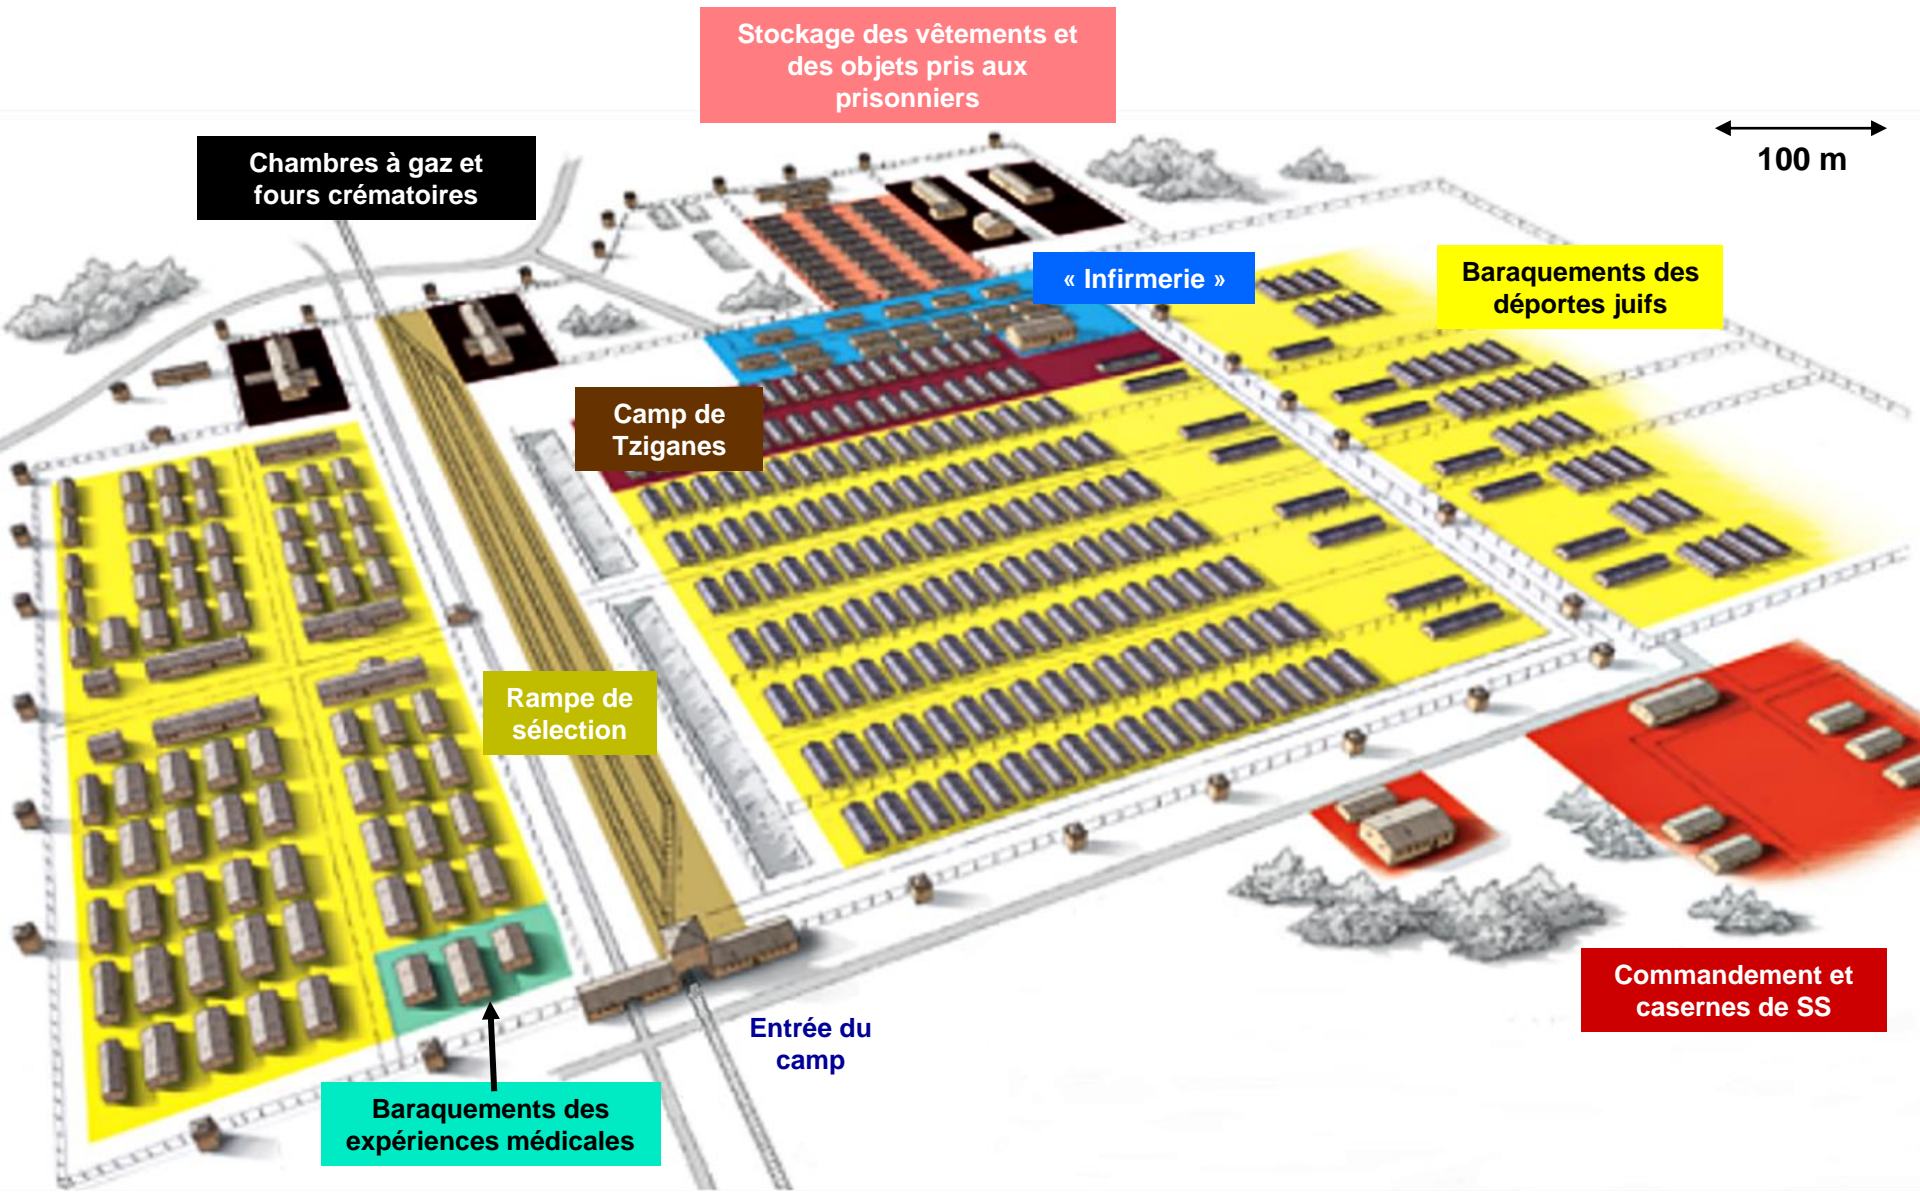 Stockage des vêtements et
des objets pris aux
prisonniers
Chambres à gaz et
fours crématoires
100 m
« Infirmerie »
Baraquements des
déportes juifs
Camp de
Tziganes
Rampe de
sélection
Commandement et
casernes de SS
Entrée du
camp
Baraquements des
expériences médicales